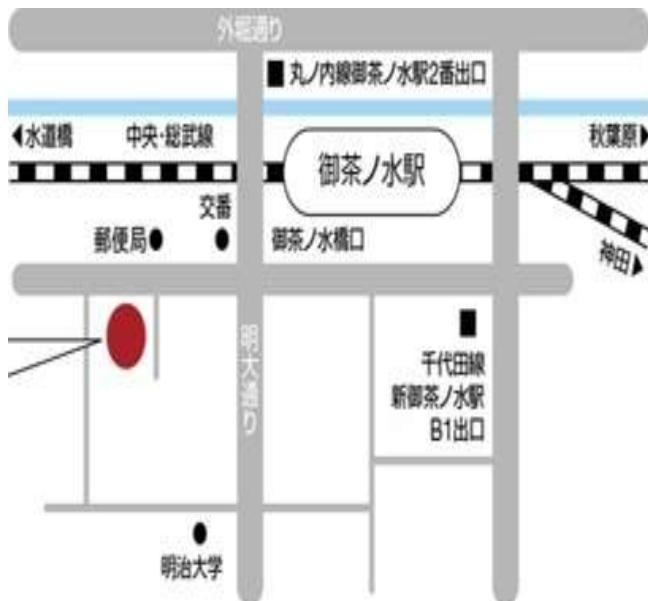 外堀通り
丸ノ内線御茶ノ水駅2番出口
◀水道橋
中央・総武線
秋葉原▶
御茶ノ水駅
交番
郵便局
御茶ノ水橋口
神田▶
明大通り
千代田線
新御茶ノ水駅
B1出口
明治大学